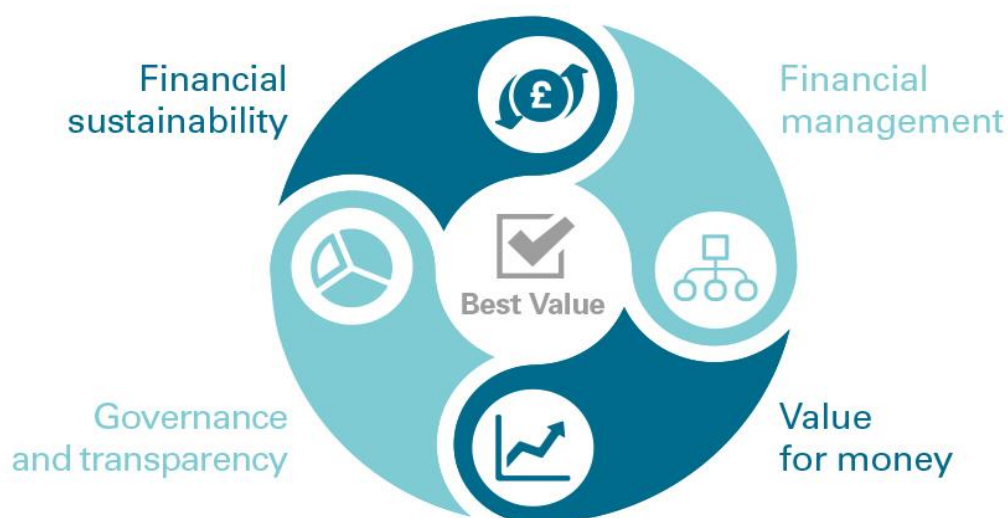 Financial
sustainability
£
Financial
management
Best Value
Governance
and transparency
Value
for money